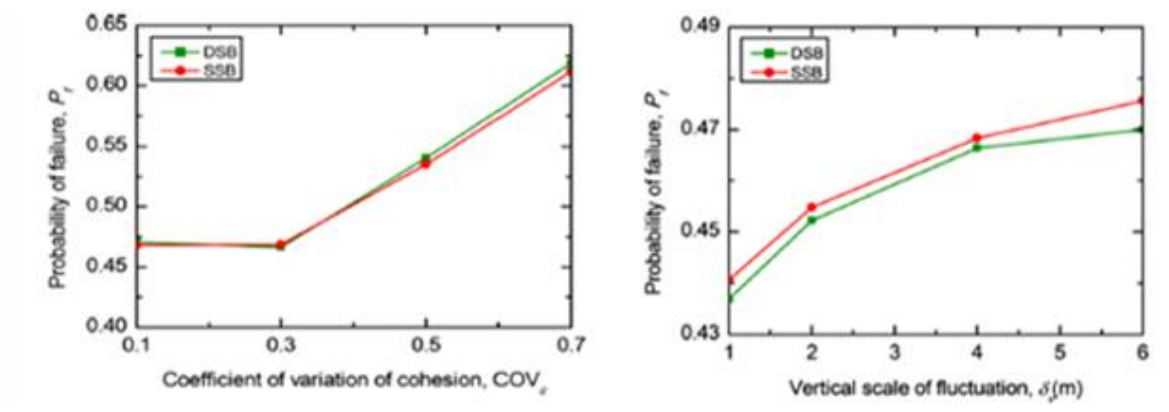 0.65
0.60
0.55
0.50
0.45
0.40
Probability of failure, Pf
DSB
SSB
0.1 0.3 0.5 0.7
Coefficient of variation of cohesion, COV
0.49
0.47
0.45
0.43
Probability of failure, Pf
DSB
SSB
1 2 3 4 5 6
Vertical scale of fluctuation, δv(m)